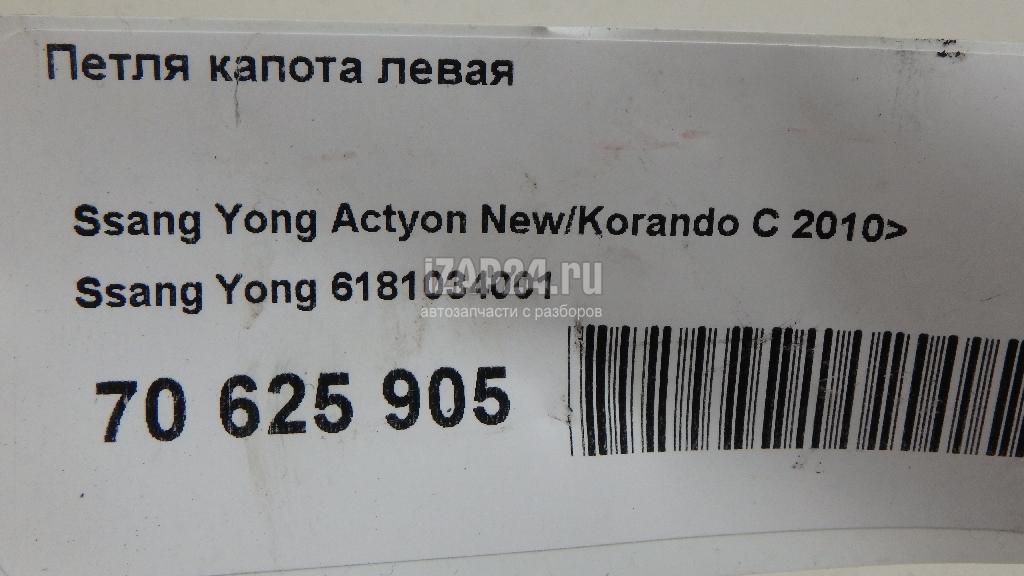 Петля капота левая
Ssang Yong Actyon New/Korando C 2010>
iZAP24.ru
Ssang Yong 6181034001
автозапчасти с разборов
70 625 905